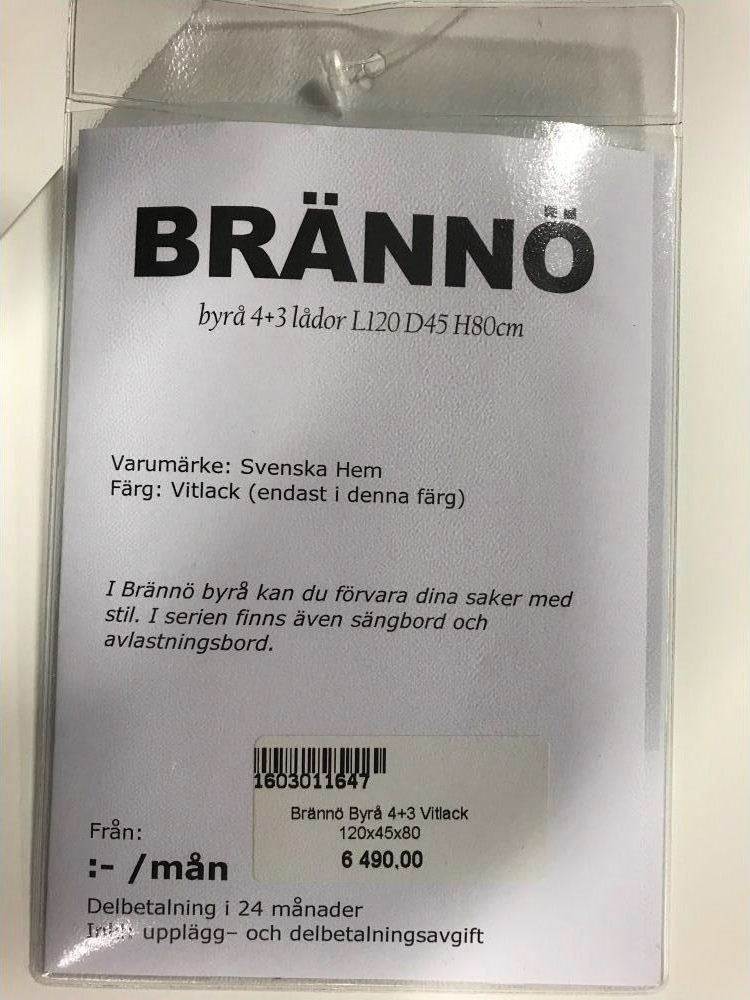 BRÄNNÖ
byrå 4+3 lådor L120 D45 H80cm
Varumärke: Svenska Hem
Färg: Vitlack (endast i denna färg)
I Brännö byrå kan du förvara dina saker med
stil. I serien finns även sängbord och
avlastningsbord.
1603011647
Brännö Byrå 4+3 Vitlack
120x45x80
6 490,00
Från:
:- /mån
Delbetalning i 24 månader
upplägg- och delbetalningsavgift